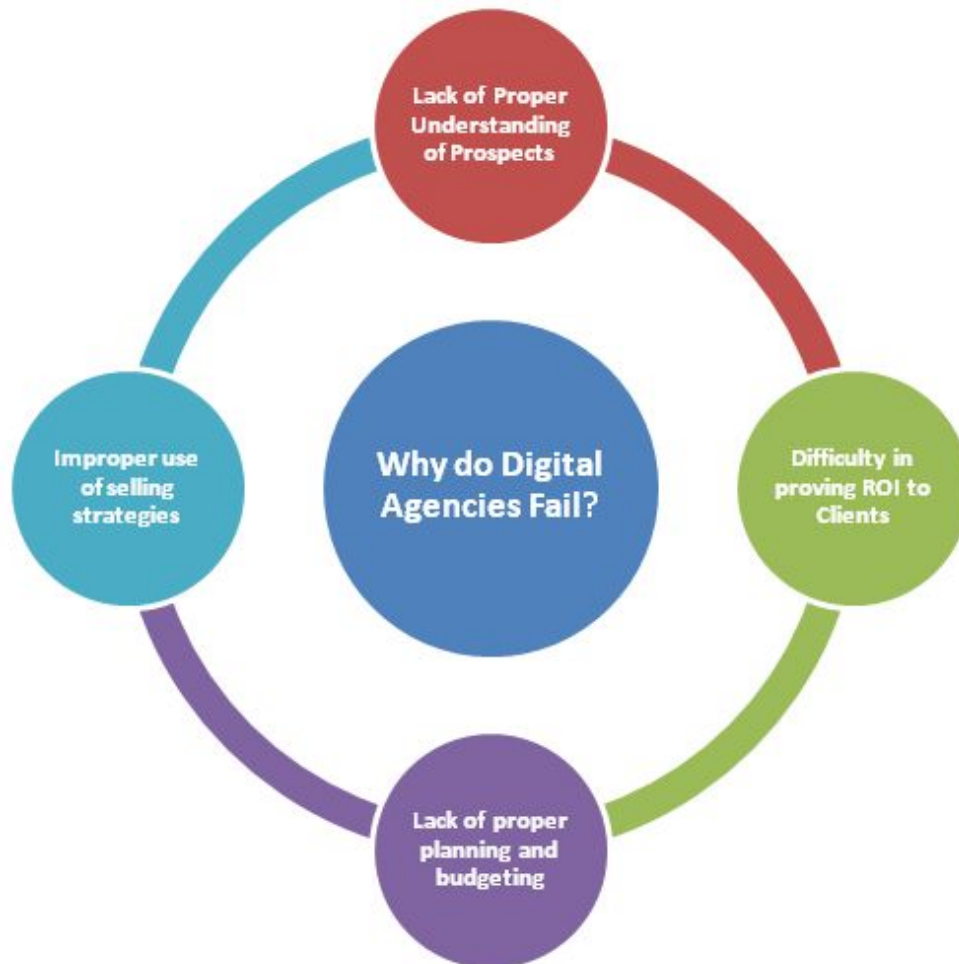 Lack of Proper
Understanding
of Prospects
Improper use
of selling
strategies
Why do Digital
Agencies Fail?
Difficulty in
proving ROI to
Clients
Lack of proper
planning and
budgeting